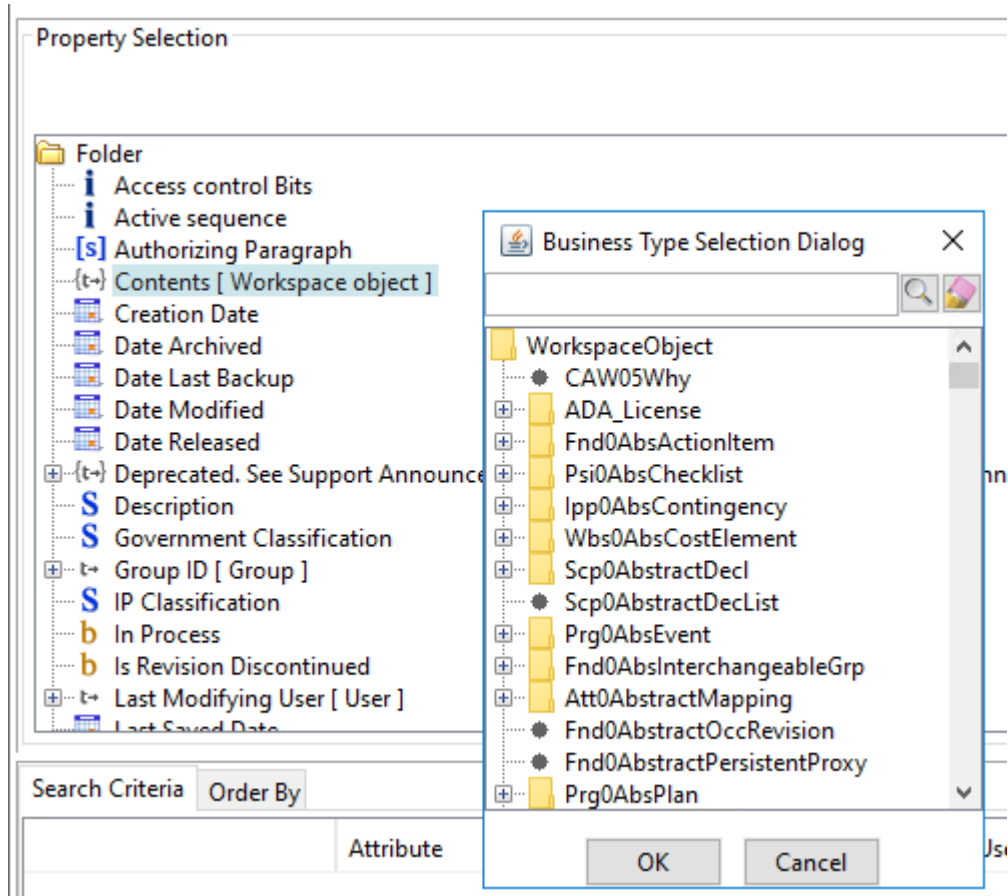 Property Selection
Folder
Access control Bits
Active sequence
[s] Authorizing Paragraph
{t→} Contents [ Workspace object ]
Creation Date
Date Archived
Date Last Backup
Date Modified
Date Released
{t→} Deprecated. See Support Announce
S Description
S Government Classification
t→ Group ID [ Group ]
S IP Classification
b In Process
b Is Revision Discontinued
t→ Last Modifying User [ User ]
Last Saved Date
Business Type Selection Dialog
WorkspaceObject
CAW05Why
ADA_License
Fnd0AbsActionItem
Psi0AbsChecklist
Ipp0AbsContingency
Wbs0AbsCostElement
Scp0AbstractDecl
Scp0AbstractDecList
Prg0AbsEvent
Fnd0AbsInterchangeableGrp
Att0AbstractMapping
Fnd0AbstractOccRevision
Fnd0AbstractPersistentProxy
Prg0AbsPlan
OK Cancel
Search Criteria Order By
Attribute